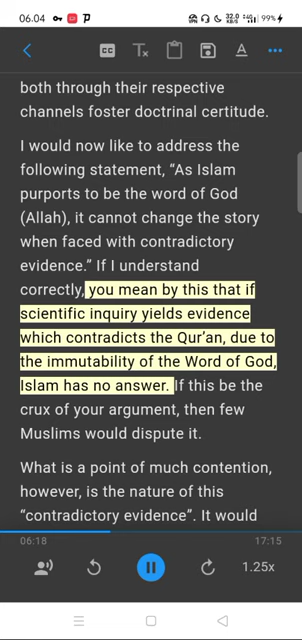 06.04
32.0 KB/S 4G 99%
CC
both through their respective
channels foster doctrinal certitude.
I would now like to address the
following statement, “As Islam
purports to be the word of God
(Allah), it cannot change the story
when faced with contradictory
evidence.” If I understand
correctly, you mean by this that if
scientific inquiry yields evidence
which contradicts the Qur’an, due to
the immutability of the Word of God,
Islam has no answer. If this be the
crux of your argument, then few
Muslims would dispute it.
What is a point of much contention,
however, is the nature of this
“contradictory evidence”. It would
06:18 17:15
1.25x